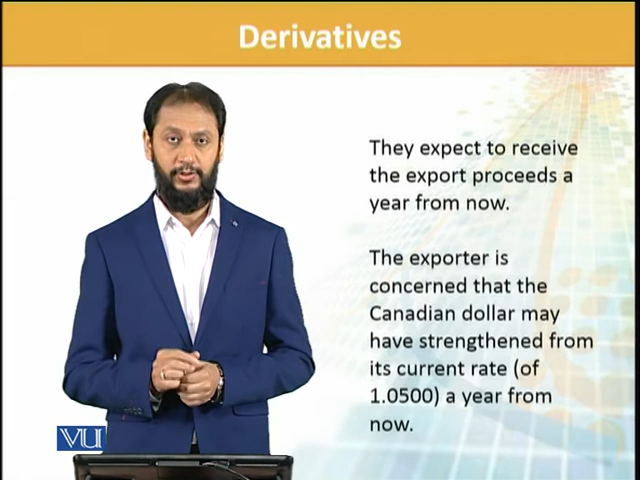 Derivatives
They expect to receive
the export proceeds a
year from now.
The exporter is
concerned that the
Canadian dollar may
have strengthened from
its current rate (of
1.0500) a year from
now.
VU